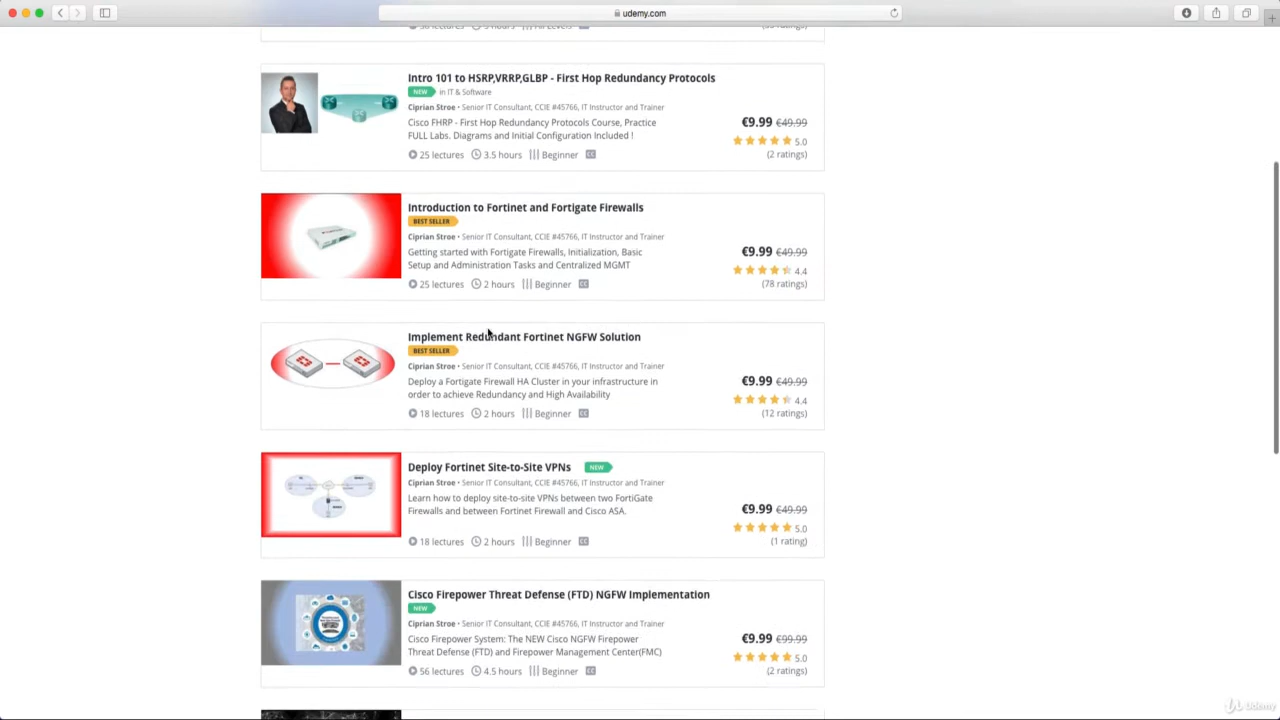 udemy.com
Intro 101 to HSRP,VRRP,GLBP - First Hop Redundancy Protocols
NEW in IT & Software
Ciprian Stroe • Senior IT Consultant, CCIE #45766, IT Instructor and Trainer
Cisco FHRP - First Hop Redundancy Protocols Course, Practice
FULL Labs. Diagrams and Initial Configuration Included !
25 lectures 3.5 hours Beginner CC
€9.99 €49.99
5.0
(2 ratings)
Introduction to Fortinet and Fortigate Firewalls
BEST SELLER
Ciprian Stroe • Senior IT Consultant, CCIE #45766, IT Instructor and Trainer
Getting started with Fortigate Firewalls, Initialization, Basic
Setup and Administration Tasks and Centralized MGMT
25 lectures 2 hours Beginner CC
€9.99 €49.99
4.4
(78 ratings)
Implement Redundant Fortinet NGFW Solution
BEST SELLER
Ciprian Stroe • Senior IT Consultant, CCIE #45766, IT Instructor and Trainer
Deploy a Fortigate Firewall HA Cluster in your infrastructure in
order to achieve Redundancy and High Availability
18 lectures 2 hours Beginner CC
€9.99 €49.99
4.4
(12 ratings)
Deploy Fortinet Site-to-Site VPNs NEW
Ciprian Stroe • Senior IT Consultant, CCIE #45766, IT Instructor and Trainer
Learn how to deploy site-to-site VPNs between two FortiGate
Firewalls and between Fortinet Firewall and Cisco ASA.
18 lectures 2 hours Beginner CC
€9.99 €49.99
5.0
(1 rating)
Cisco Firepower Threat Defense (FTD) NGFW Implementation
NEW
Ciprian Stroe • Senior IT Consultant, CCIE #45766, IT Instructor and Trainer
Cisco Firepower System: The NEW Cisco NGFW Firepower
Threat Defense (FTD) and Firepower Management Center(FMC)
56 lectures 4.5 hours Beginner CC
€9.99 €99.99
5.0
(2 ratings)
Udemy